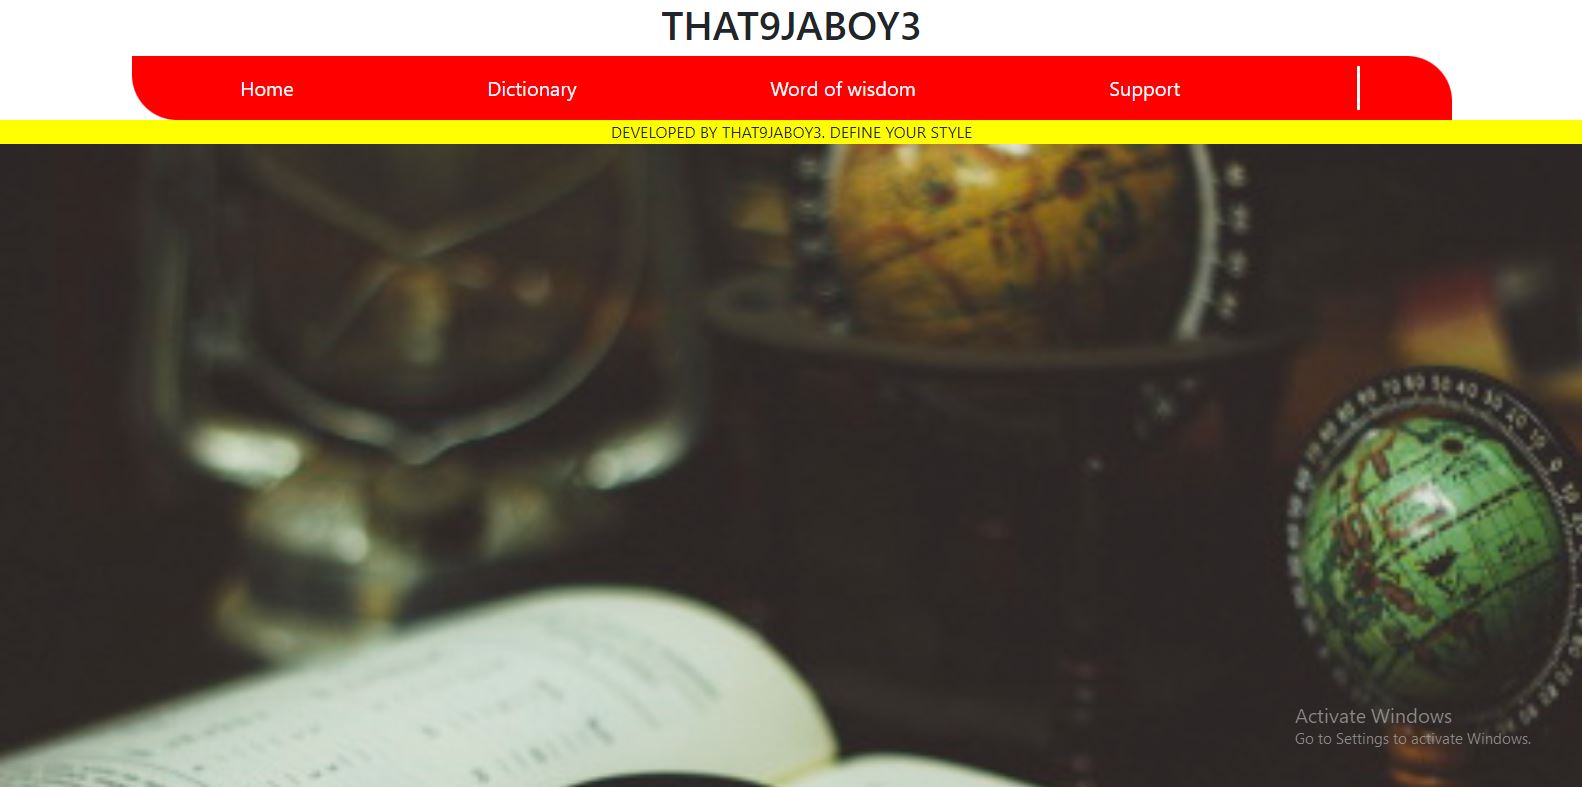 THAT9JABOY3
Home Dictionary Word of wisdom Support
DEVELOPED BY THAT9JABOY3. DEFINE YOUR STYLE
Activate Windows
Go to Settings to activate Windows.